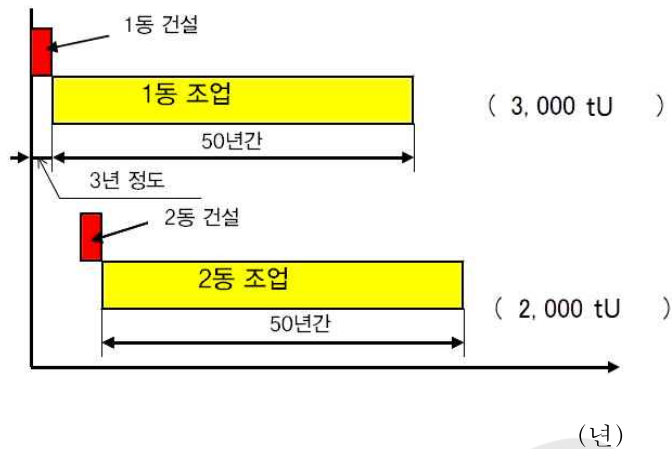 1동 건설
1동 조업
( 3,000 tU )
50년간
3년 정도
2동 건설
2동 조업
( 2,000 tU )
50년간
(년)